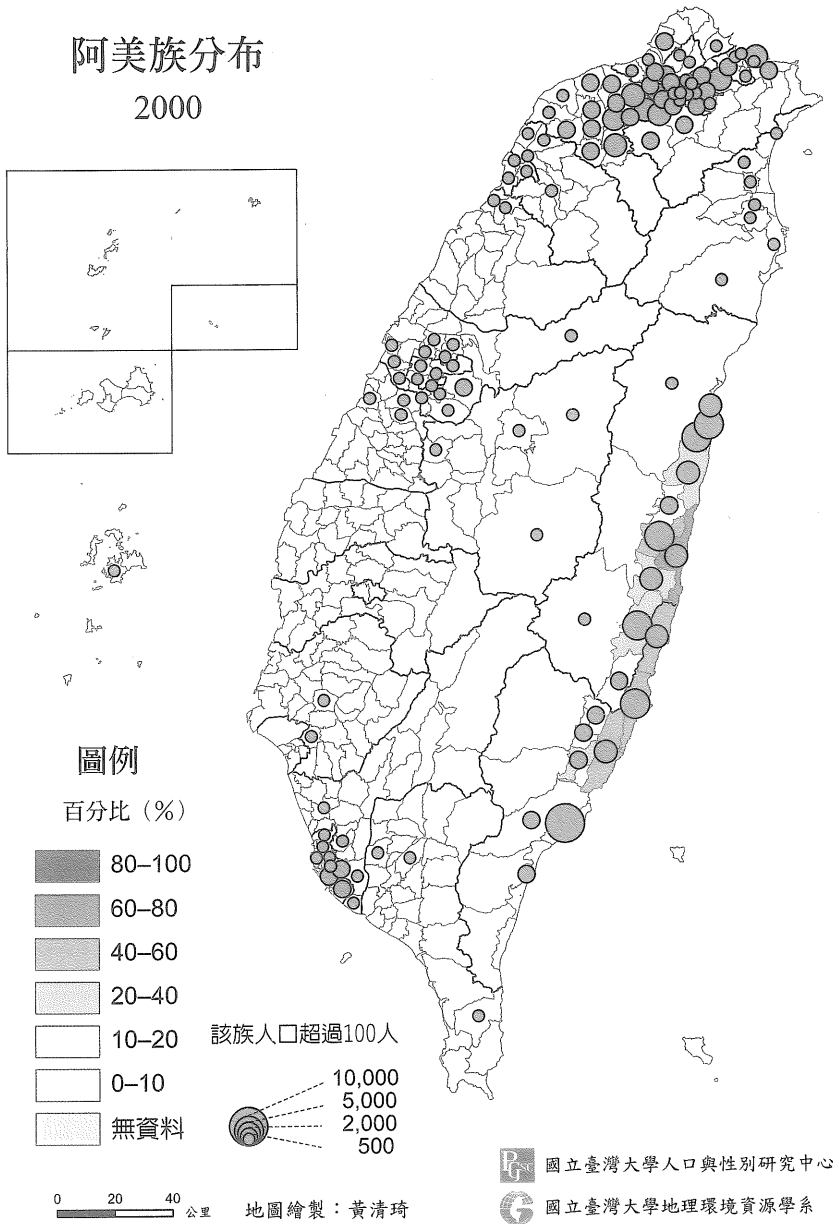 阿美族分布
2000
圖例
百分比（%）
80–100
60–80
40–60
20–40
10–20
0–10
無資料
該族人口超過100人
10,000
5,000
2,000
500
0 20 40 公里
地圖繪製：黃清琦
PGSC 國立臺灣大學人口與性別研究中心
G 國立臺灣大學地理環境資源學系